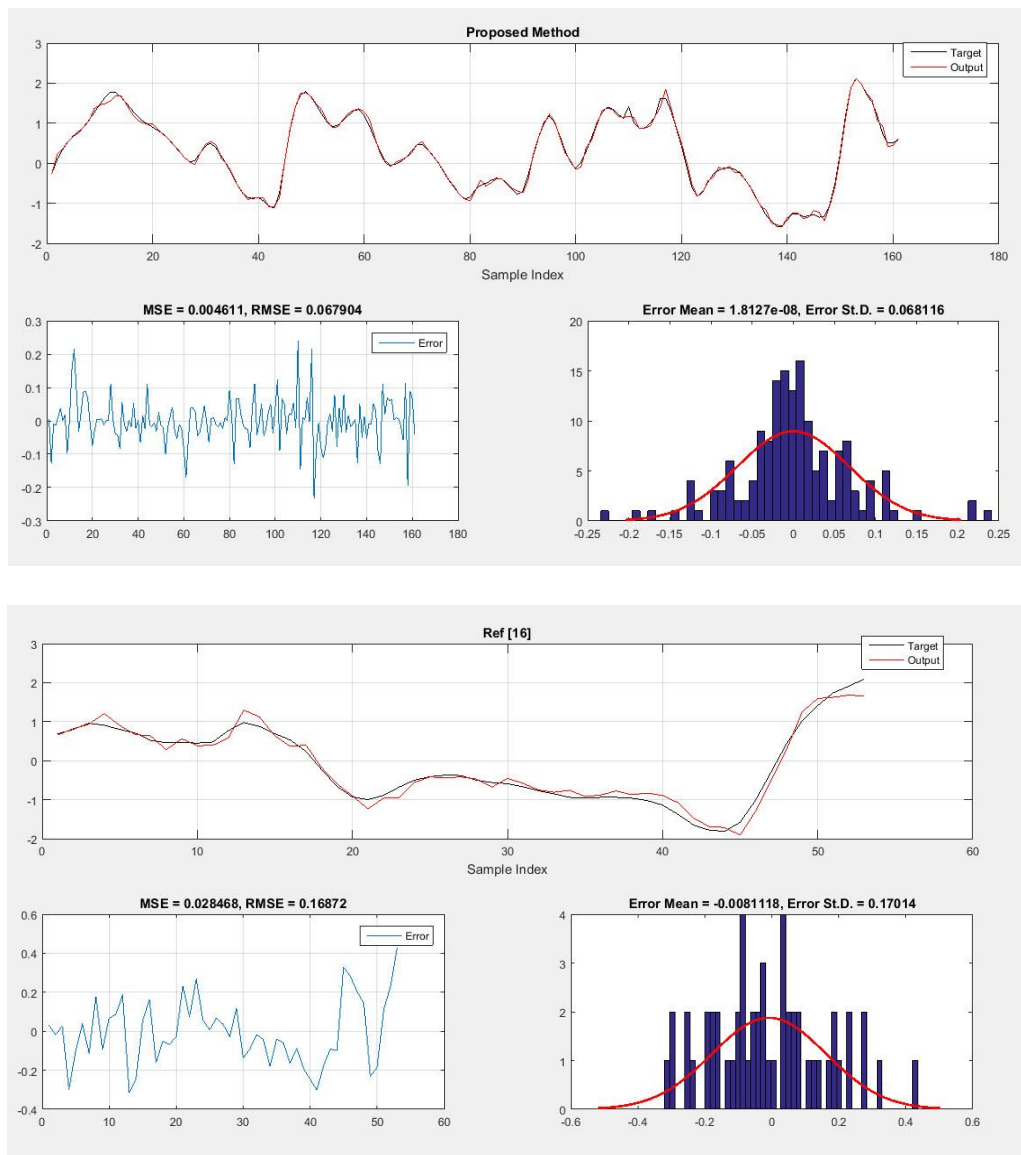 Proposed Method
3
2
1
0
-1
-2
Target
Output
0 20 40 60 80 100 120 140 160 180
Sample Index
MSE = 0.004611, RMSE = 0.067904
0.3
0.2
0.1
0
-0.1
-0.2
-0.3
Error
0 20 40 60 80 100 120 140 160 180
Error Mean = 1.8127e-08, Error St.D. = 0.068116
20
15
10
5
0
-0.25 -0.2 -0.15 -0.1 -0.05 0 0.05 0.1 0.15 0.2 0.25
Ref [16]
3
2
1
0
-1
-2
Target
Output
0 10 20 30 40 50 60
Sample Index
MSE = 0.028468, RMSE = 0.16872
0.6
0.4
0.2
0
-0.2
-0.4
Error
0 10 20 30 40 50 60
Error Mean = -0.0081118, Error St.D. = 0.17014
4
3
2
1
0
-0.6 -0.4 -0.2 0 0.2 0.4 0.6